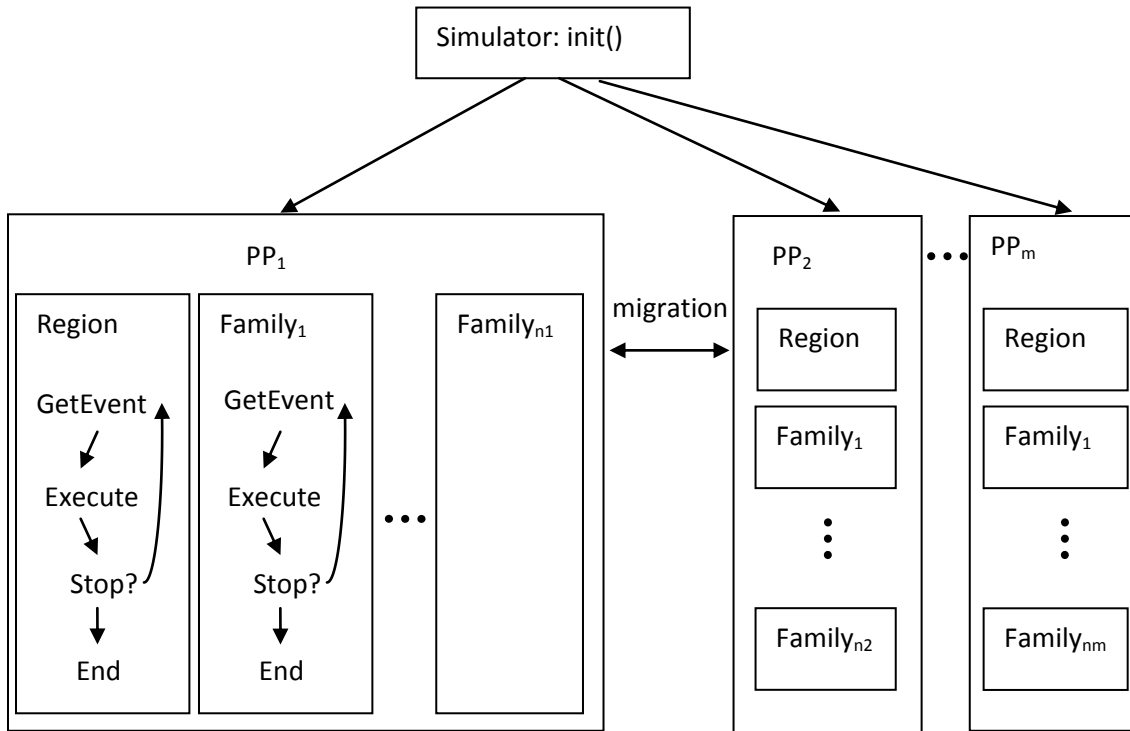 Simulator: init()
PP₁
Region
GetEvent
Execute
Stop?
End
Family₁
GetEvent
Execute
Stop?
End
•••
Familyₙ₁
migration
PP₂
Region
Family₁
Familyₙ₂
•••
PPₘ
Region
Family₁
Familyₙₘ